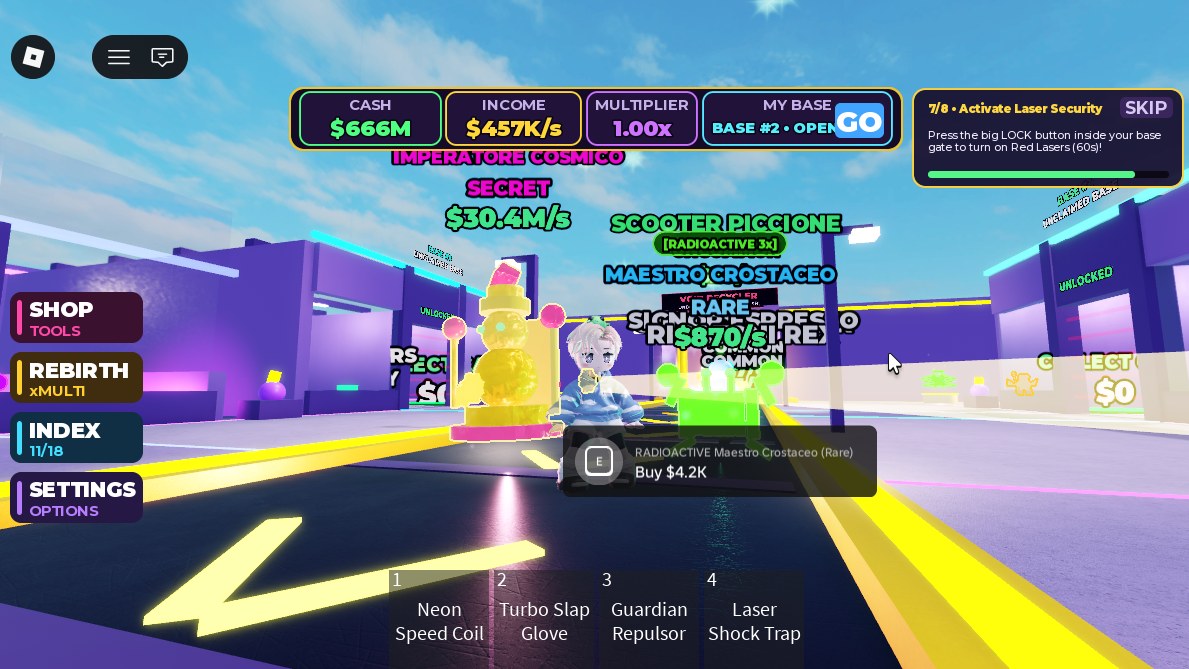 CASH
$666M
INCOME
$457K/s
MULTIPLIER
1.00x
MY BASE
BASE #2 • OPEN
GO
7/8 • Activate Laser Security
SKIP
Press the big LOCK button inside your base
gate to turn on Red Lasers (60s)!
IMPERATORE COSMICO
SECRET
$30.4M/s
SCOOTER PICCIONE
[RADIOACTIVE 3x]
MAESTRO CROSTACEO
RARE
$870/s
COMMON
COMMON
UNCLAIMED BASE
UNLOCKED
$0
SHOP
TOOLS
REBIRTH
xMULTI
INDEX
11/18
SETTINGS
OPTIONS
E
RADIOACTIVE Maestro Crostaceo (Rare)
Buy $4.2K
1
Neon
Speed Coil
2
Turbo Slap
Glove
3
Guardian
Repulsor
4
Laser
Shock Trap